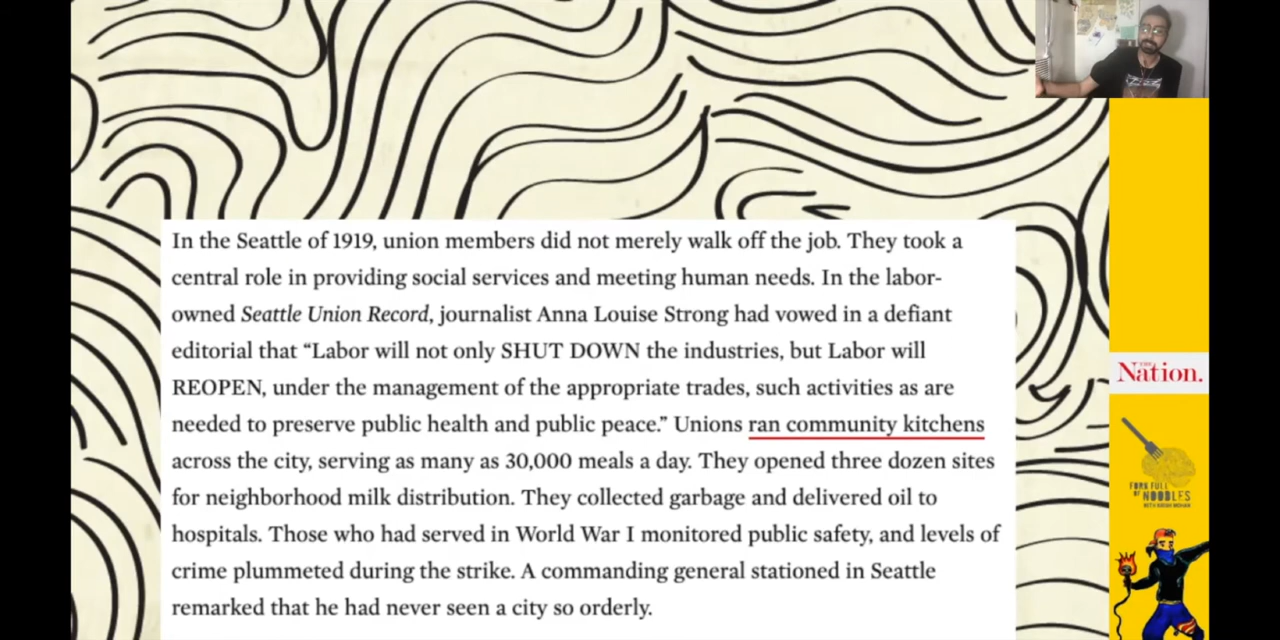 In the Seattle of 1919, union members did not merely walk off the job. They took a
central role in providing social services and meeting human needs. In the labor-
owned Seattle Union Record, journalist Anna Louise Strong had vowed in a defiant
editorial that “Labor will not only SHUT DOWN the industries, but Labor will
REOPEN, under the management of the appropriate trades, such activities as are
needed to preserve public health and public peace.” Unions ran community kitchens
across the city, serving as many as 30,000 meals a day. They opened three dozen sites
for neighborhood milk distribution. They collected garbage and delivered oil to
hospitals. Those who had served in World War I monitored public safety, and levels of
crime plummeted during the strike. A commanding general stationed in Seattle
remarked that he had never seen a city so orderly.
THE
Nation.
FORK FULL
OF NOODLES